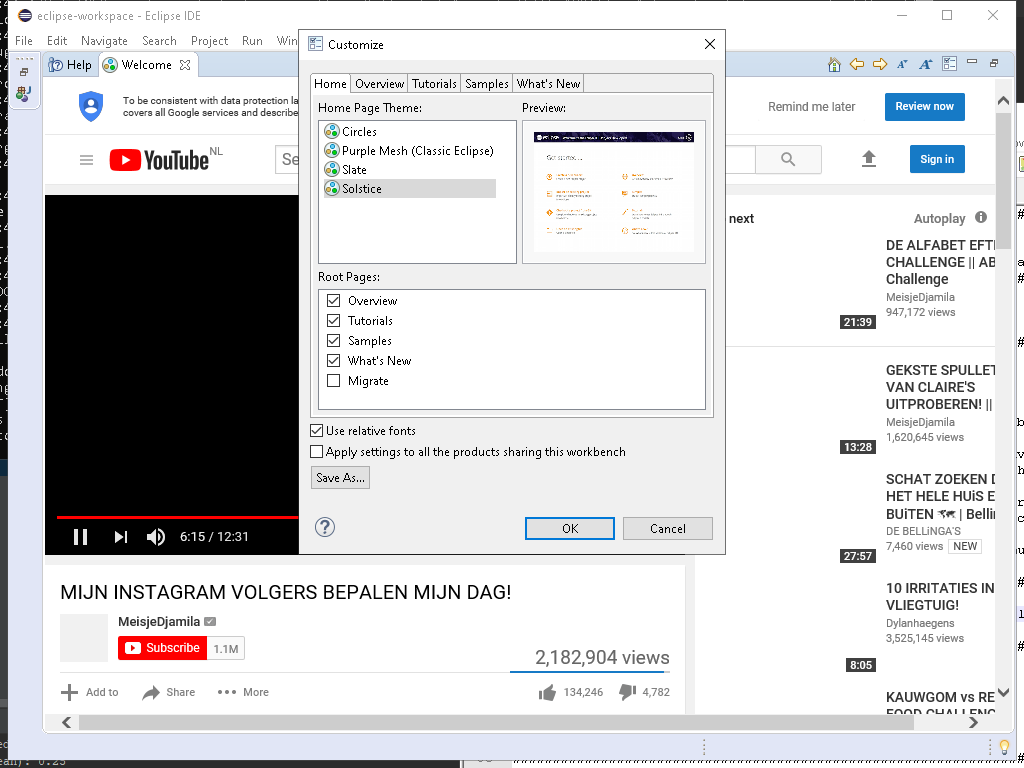 eclipse-workspace - Eclipse IDE
File Edit Navigate Search Project Run Win
Help
Welcome
To be consistent with data protection la
covers all Google services and describe
Remind me later
Review now
YouTube NL
Se
Sign in
Customize
Home Overview Tutorials Samples What's New
Home Page Theme:
Circles
Purple Mesh (Classic Eclipse)
Slate
Solstice
Preview:
Root Pages:
Overview
Tutorials
Samples
What's New
Migrate
Use relative fonts
Apply settings to all the products sharing this workbench
Save As...
OK
Cancel
6:15 / 12:31
MIJN INSTAGRAM VOLGERS BEPALEN MIJN DAG!
MeisjeDjamila
Subscribe 1.1M
2,182,904 views
Add to Share More
134,246 4,782
next
Autoplay
DE ALFABET EFT
CHALLENGE || AB
Challenge
MeisjeDjamila
947,172 views
21:39
GEKSTE SPULLET
VAN CLAIRE'S
UITPROBEREN! ||
MeisjeDjamila
1,620,645 views
13:28
SCHAT ZOEKEN D
HET HELE HUiS E
BUiTEN 🗺 | Bellin
DE BELLiNGA'S
7,460 views NEW
27:57
10 IRRITATIES IN
VLIEGTUIG!
Dylanhaegens
3,525,145 views
8:05
KAUWGOM vs RE
FOOD CHALLENG